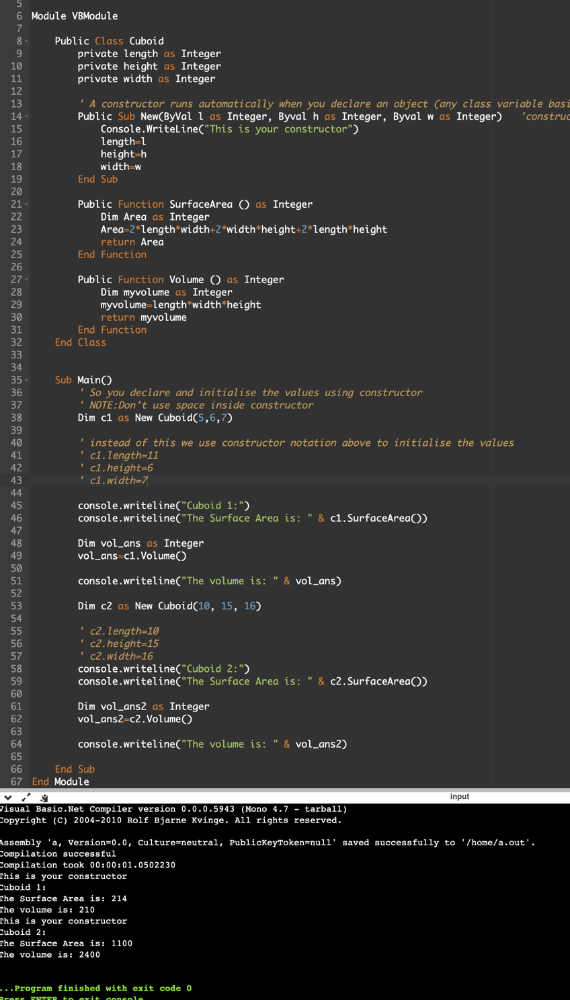 5
6 Module VBModule
7
8 Public Class Cuboid
9 private length as Integer
10 private height as Integer
11 private width as Integer
12
13 ' A constructor runs automatically when you declare an object (any class variable basi
14 Public Sub New(ByVal l as Integer, Byval h as Integer, Byval w as Integer) 'construc
15 Console.WriteLine("This is your constructor")
16 length=l
17 height=h
18 width=w
19 End Sub
20
21 Public Function SurfaceArea () as Integer
22 Dim Area as Integer
23 Area=2*length*width+2*width*height+2*length*height
24 return Area
25 End Function
26
27 Public Function Volume () as Integer
28 Dim myvolume as Integer
29 myvolume=length*width*height
30 return myvolume
31 End Function
32 End Class
33
34
35 Sub Main()
36 ' So you declare and initialise the values using constructor
37 ' NOTE:Don't use space inside constructor
38 Dim c1 as New Cuboid(5,6,7)
39
40 ' instead of this we use constructor notation above to initialise the values
41 ' c1.length=11
42 ' c1.height=6
43 ' c1.width=7
44
45 console.writeline("Cuboid 1:")
46 console.writeline("The Surface Area is: " & c1.SurfaceArea())
47
48 Dim vol_ans as Integer
49 vol_ans=c1.Volume()
50
51 console.writeline("The volume is: " & vol_ans)
52
53 Dim c2 as New Cuboid(10, 15, 16)
54
55 ' c2.length=10
56 ' c2.height=15
57 ' c2.width=16
58 console.writeline("Cuboid 2:")
59 console.writeline("The Surface Area is: " & c2.SurfaceArea())
60
61 Dim vol_ans2 as Integer
62 vol_ans2=c2.Volume()
63
64 console.writeline("The volume is: " & vol_ans2)
65
66 End Sub
67 End Module
input
Visual Basic.Net Compiler version 0.0.0.5943 (Mono 4.7 - tarball)
Copyright (C) 2004-2010 Rolf Bjarne Kvinge. All rights reserved.
Assembly 'a, Version=0.0, Culture=neutral, PublicKeyToken=null' saved successfully to '/home/a.out'.
Compilation successful
Compilation took 00:00:01.0502230
This is your constructor
Cuboid 1:
The Surface Area is: 214
The volume is: 210
This is your constructor
Cuboid 2:
The Surface Area is: 1100
The volume is: 2400
...Program finished with exit code 0
Press ENTER to exit console